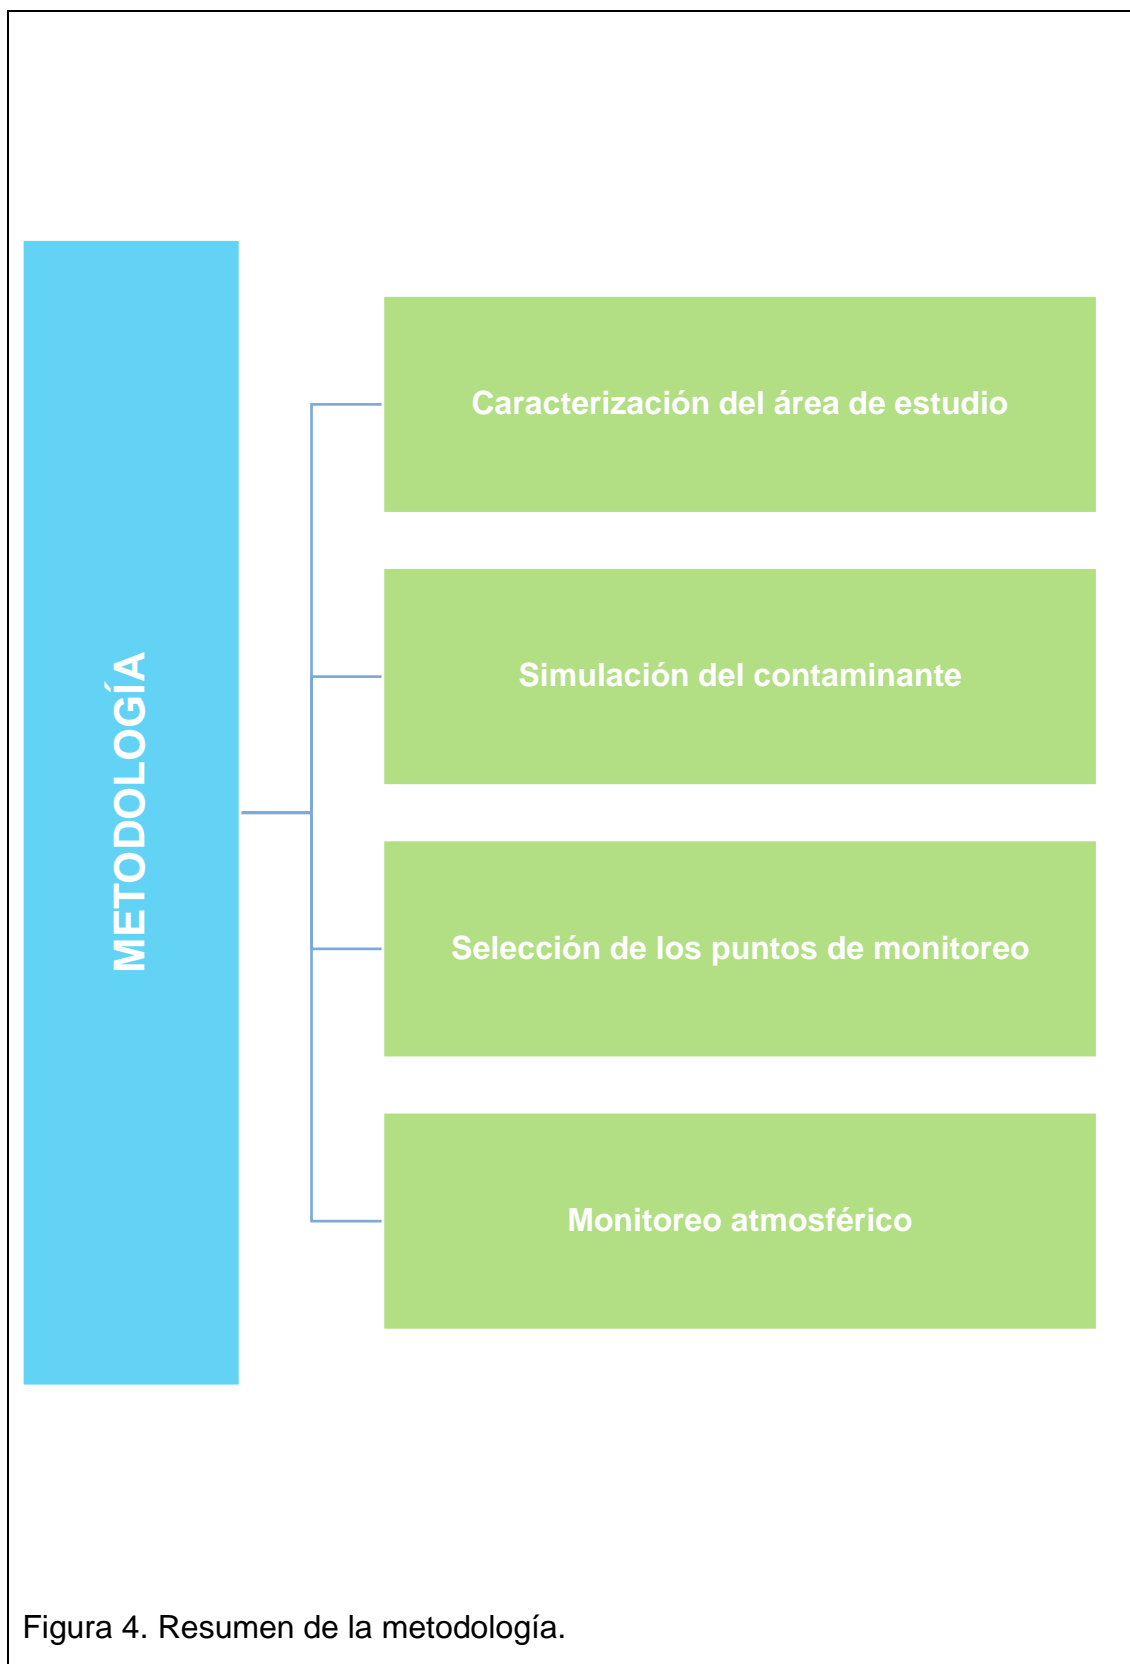 METODOLOGÍA
Caracterización del área de estudio
Simulación del contaminante
Selección de los puntos de monitoreo
Monitoreo atmosférico
Figura 4. Resumen de la metodología.